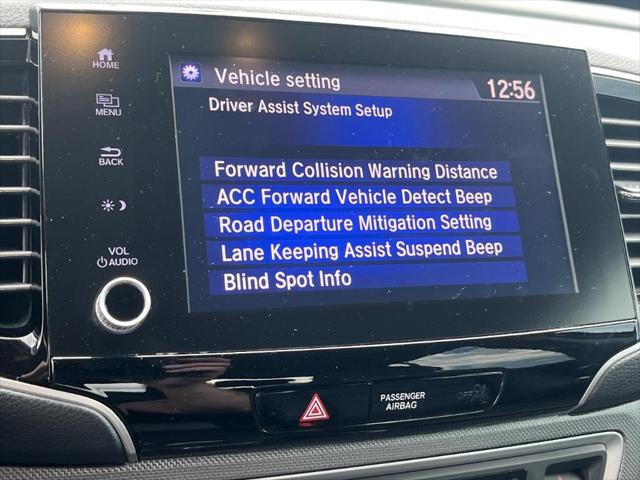 HOME
MENU
BACK
VOL
AUDIO
Vehicle setting
12:56
Driver Assist System Setup
Forward Collision Warning Distance
ACC Forward Vehicle Detect Beep
Road Departure Mitigation Setting
Lane Keeping Assist Suspend Beep
Blind Spot Info
PASSENGER
AIRBAG
OFF